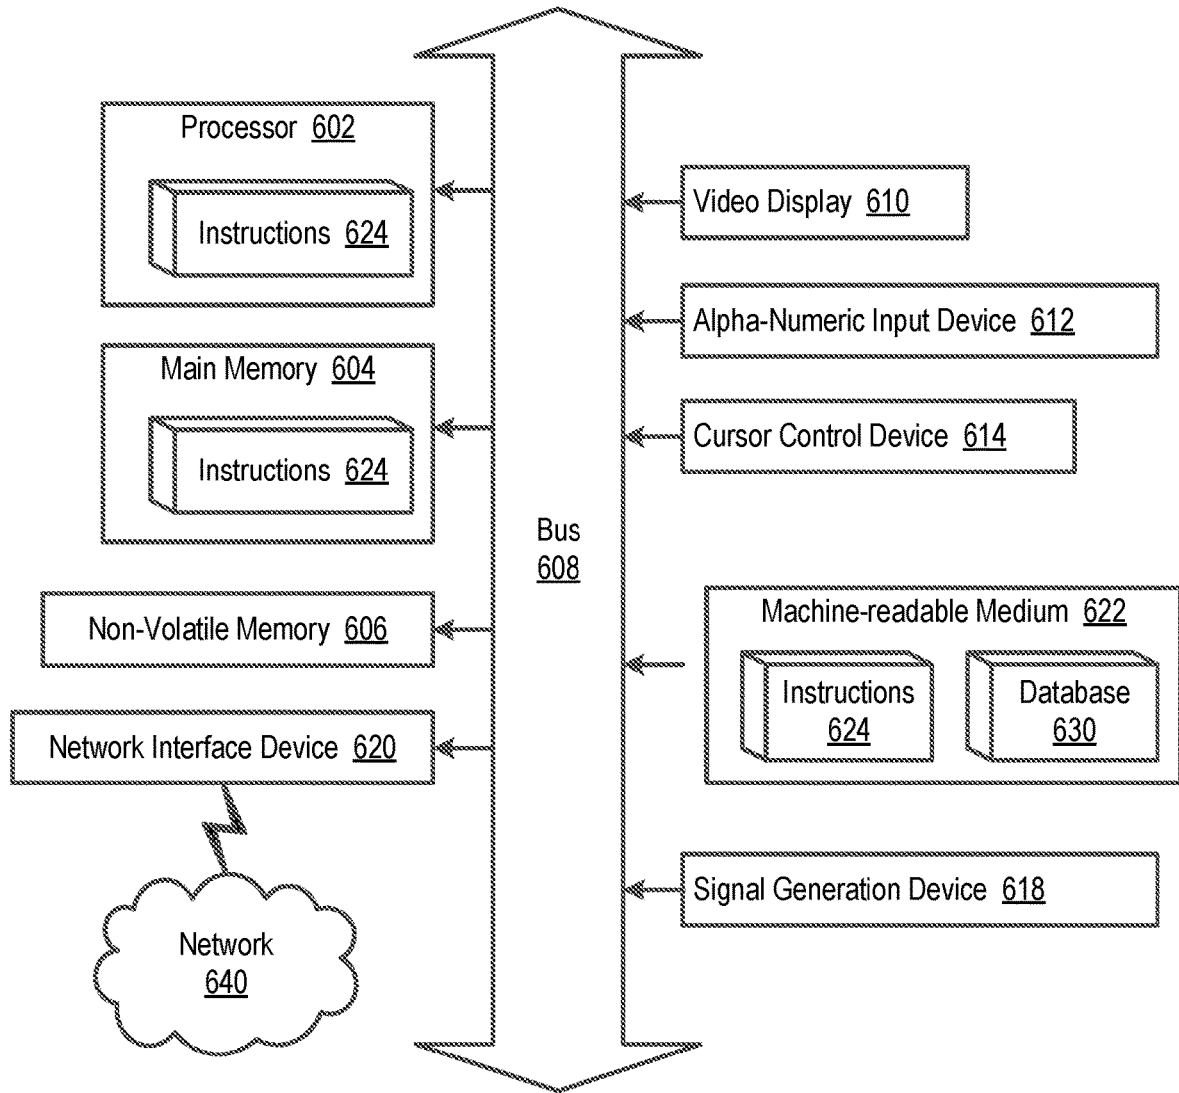 Processor 602
Instructions 624
Main Memory 604
Instructions 624
Non-Volatile Memory 606
Network Interface Device 620
Network
640
Bus
608
Video Display 610
Alpha-Numeric Input Device 612
Cursor Control Device 614
Machine-readable Medium 622
Instructions
624
Database
630
Signal Generation Device 618